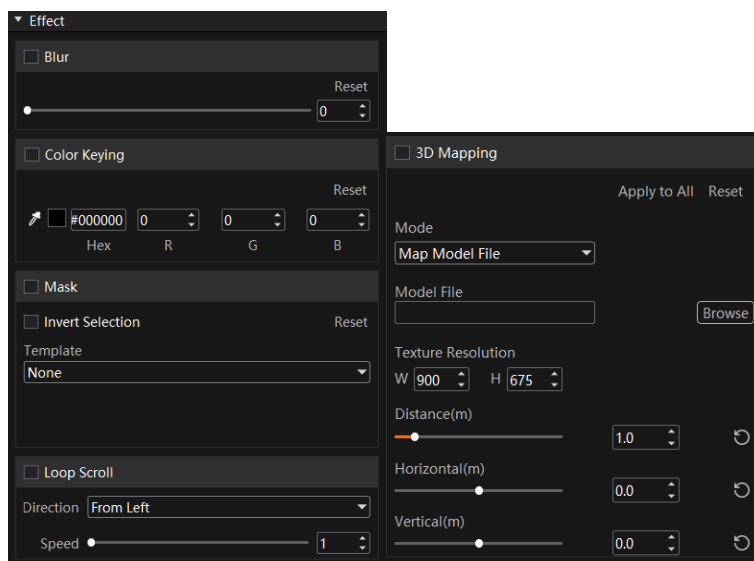 Effect
Blur
Reset
0
Color Keying
Reset
#000000 0 0 0
Hex R G B
Mask
Invert Selection Reset
Template
None
Loop Scroll
Direction From Left
Speed 1
3D Mapping
Apply to All Reset
Mode
Map Model File
Model File
Browse
Texture Resolution
W 900 H 675
Distance(m)
1.0
Horizontal(m)
0.0
Vertical(m)
0.0